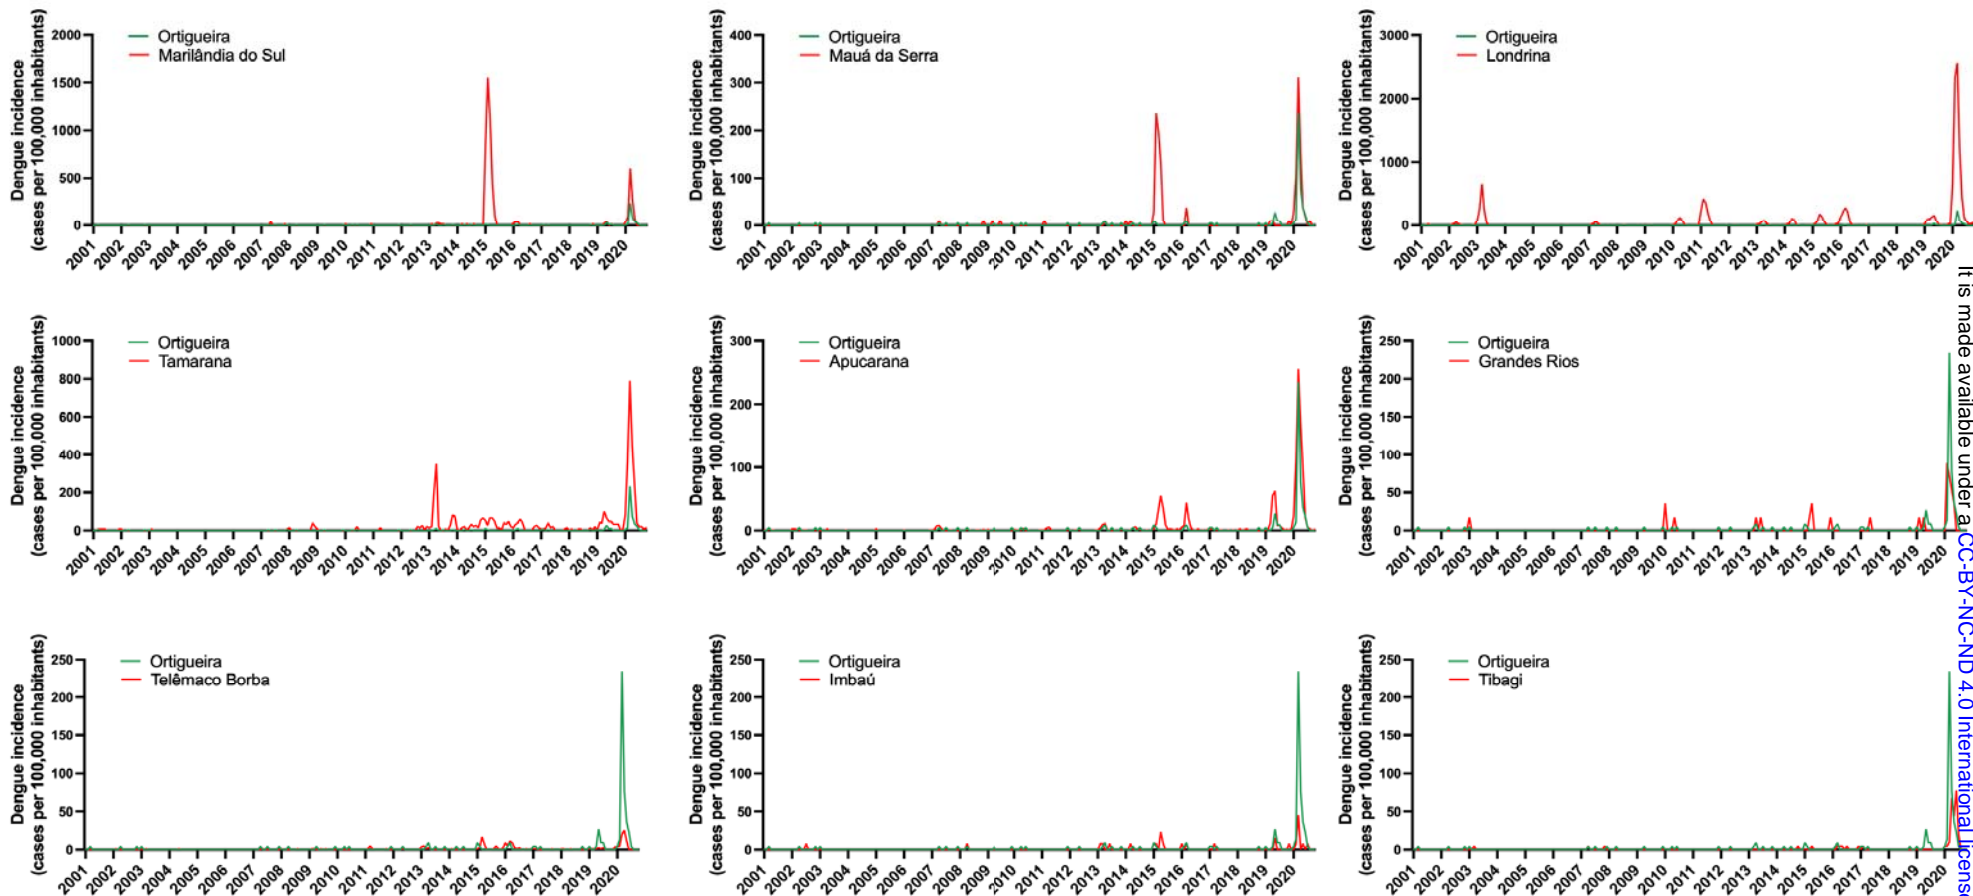 Dengue incidence
(cases per 100,000 inhabitants)
2000
1500
1000
500
0
Ortigueira
Marilândia do Sul
2001 2002 2003 2004 2005 2006 2007 2008 2009 2010 2011 2012 2013 2014 2015 2016 2017 2018 2019 2020
Dengue incidence
(cases per 100,000 inhabitants)
400
300
200
100
0
Ortigueira
Mauá da Serra
2001 2002 2003 2004 2005 2006 2007 2008 2009 2010 2011 2012 2013 2014 2015 2016 2017 2018 2019 2020
Dengue incidence
(cases per 100,000 inhabitants)
3000
2000
1000
0
Ortigueira
Londrina
2001 2002 2003 2004 2005 2006 2007 2008 2009 2010 2011 2012 2013 2014 2015 2016 2017 2018 2019 2020
Dengue incidence
(cases per 100,000 inhabitants)
1000
800
600
400
200
0
Ortigueira
Tamarana
2001 2002 2003 2004 2005 2006 2007 2008 2009 2010 2011 2012 2013 2014 2015 2016 2017 2018 2019 2020
Dengue incidence
(cases per 100,000 inhabitants)
300
200
100
0
Ortigueira
Apucarana
2001 2002 2003 2004 2005 2006 2007 2008 2009 2010 2011 2012 2013 2014 2015 2016 2017 2018 2019 2020
Dengue incidence
(cases per 100,000 inhabitants)
250
200
150
100
50
0
Ortigueira
Grandes Rios
2001 2002 2003 2004 2005 2006 2007 2008 2009 2010 2011 2012 2013 2014 2015 2016 2017 2018 2019 2020
Dengue incidence
(cases per 100,000 inhabitants)
250
200
150
100
50
0
Ortigueira
Telêmaco Borba
2001 2002 2003 2004 2005 2006 2007 2008 2009 2010 2011 2012 2013 2014 2015 2016 2017 2018 2019 2020
Dengue incidence
(cases per 100,000 inhabitants)
250
200
150
100
50
0
Ortigueira
Imbaú
2001 2002 2003 2004 2005 2006 2007 2008 2009 2010 2011 2012 2013 2014 2015 2016 2017 2018 2019 2020
Dengue incidence
(cases per 100,000 inhabitants)
250
200
150
100
50
0
Ortigueira
Tibagi
2001 2002 2003 2004 2005 2006 2007 2008 2009 2010 2011 2012 2013 2014 2015 2016 2017 2018 2019 2020
It is made available under a CC-BY-NC-ND 4.0 International license